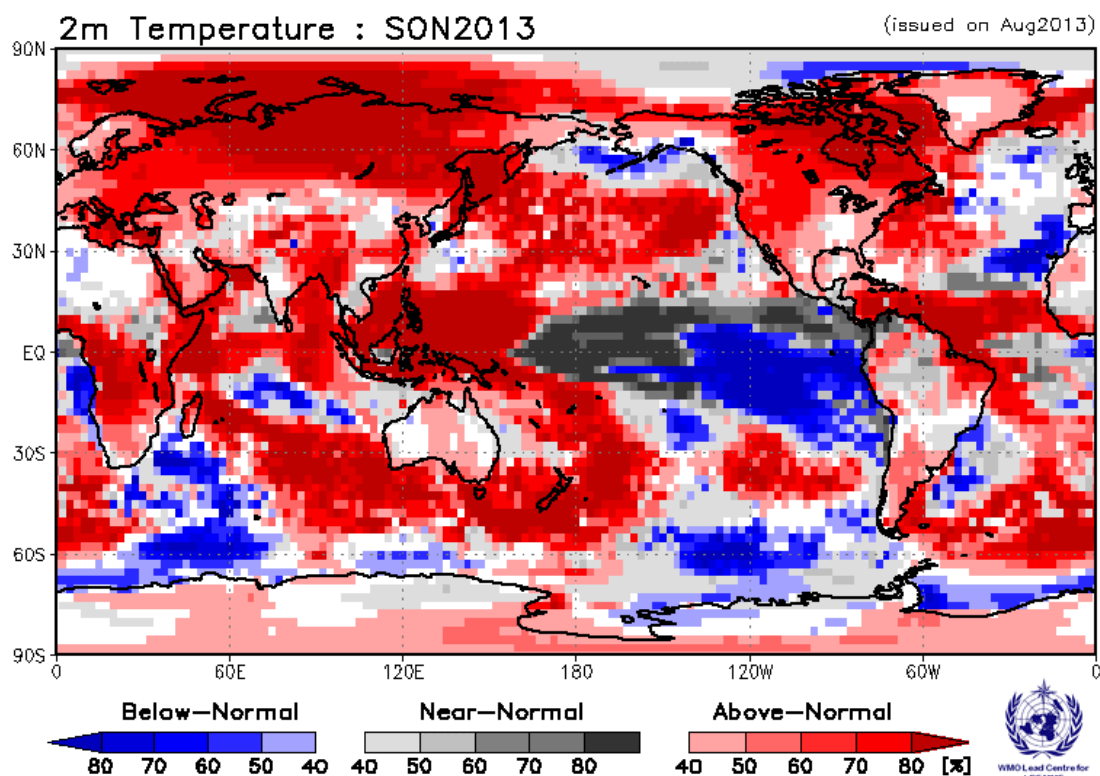 2m Temperature : SON2013
(issued on Aug2013)
90N
60N
30N
EQ
30S
60S
90S
0 60E 120E 180 120W 60W 0
Below-Normal Near-Normal Above-Normal
80 70 60 50 40 40 50 60 70 80 40 50 60 70 80 [%]
WMO Lead Centre for